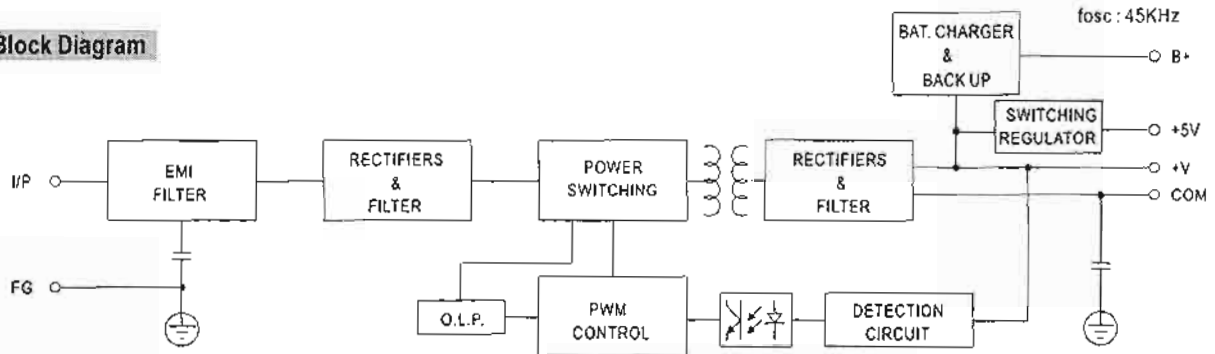 Block Diagram
fosc : 45KHz
BAT. CHARGER
&
BACK UP
B+
SWITCHING
REGULATOR
+5V
I/P
EMI
FILTER
RECTIFIERS
&
FILTER
POWER
SWITCHING
RECTIFIERS
&
FILTER
+V
COM
FG
O.L.P.
PWM
CONTROL
DETECTION
CIRCUIT